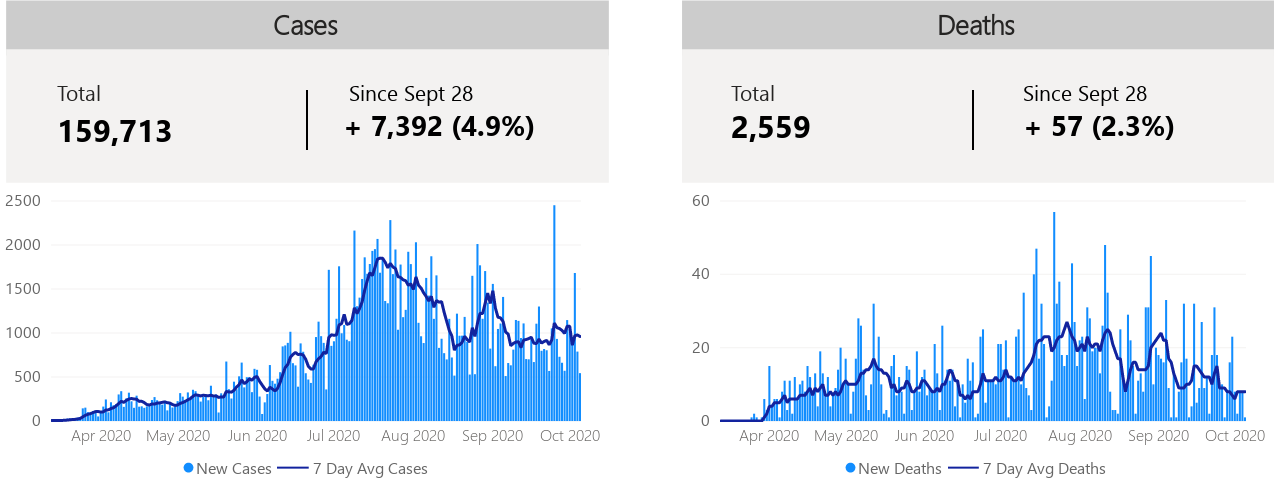 Cases
Total
159,713
Since Sept 28
+ 7,392 (4.9%)
2500
2000
1500
1000
500
0
Apr 2020 May 2020 Jun 2020 Jul 2020 Aug 2020 Sep 2020 Oct 2020
New Cases 7 Day Avg Cases
Deaths
Total
2,559
Since Sept 28
+ 57 (2.3%)
60
40
20
0
Apr 2020 May 2020 Jun 2020 Jul 2020 Aug 2020 Sep 2020 Oct 2020
New Deaths 7 Day Avg Deaths